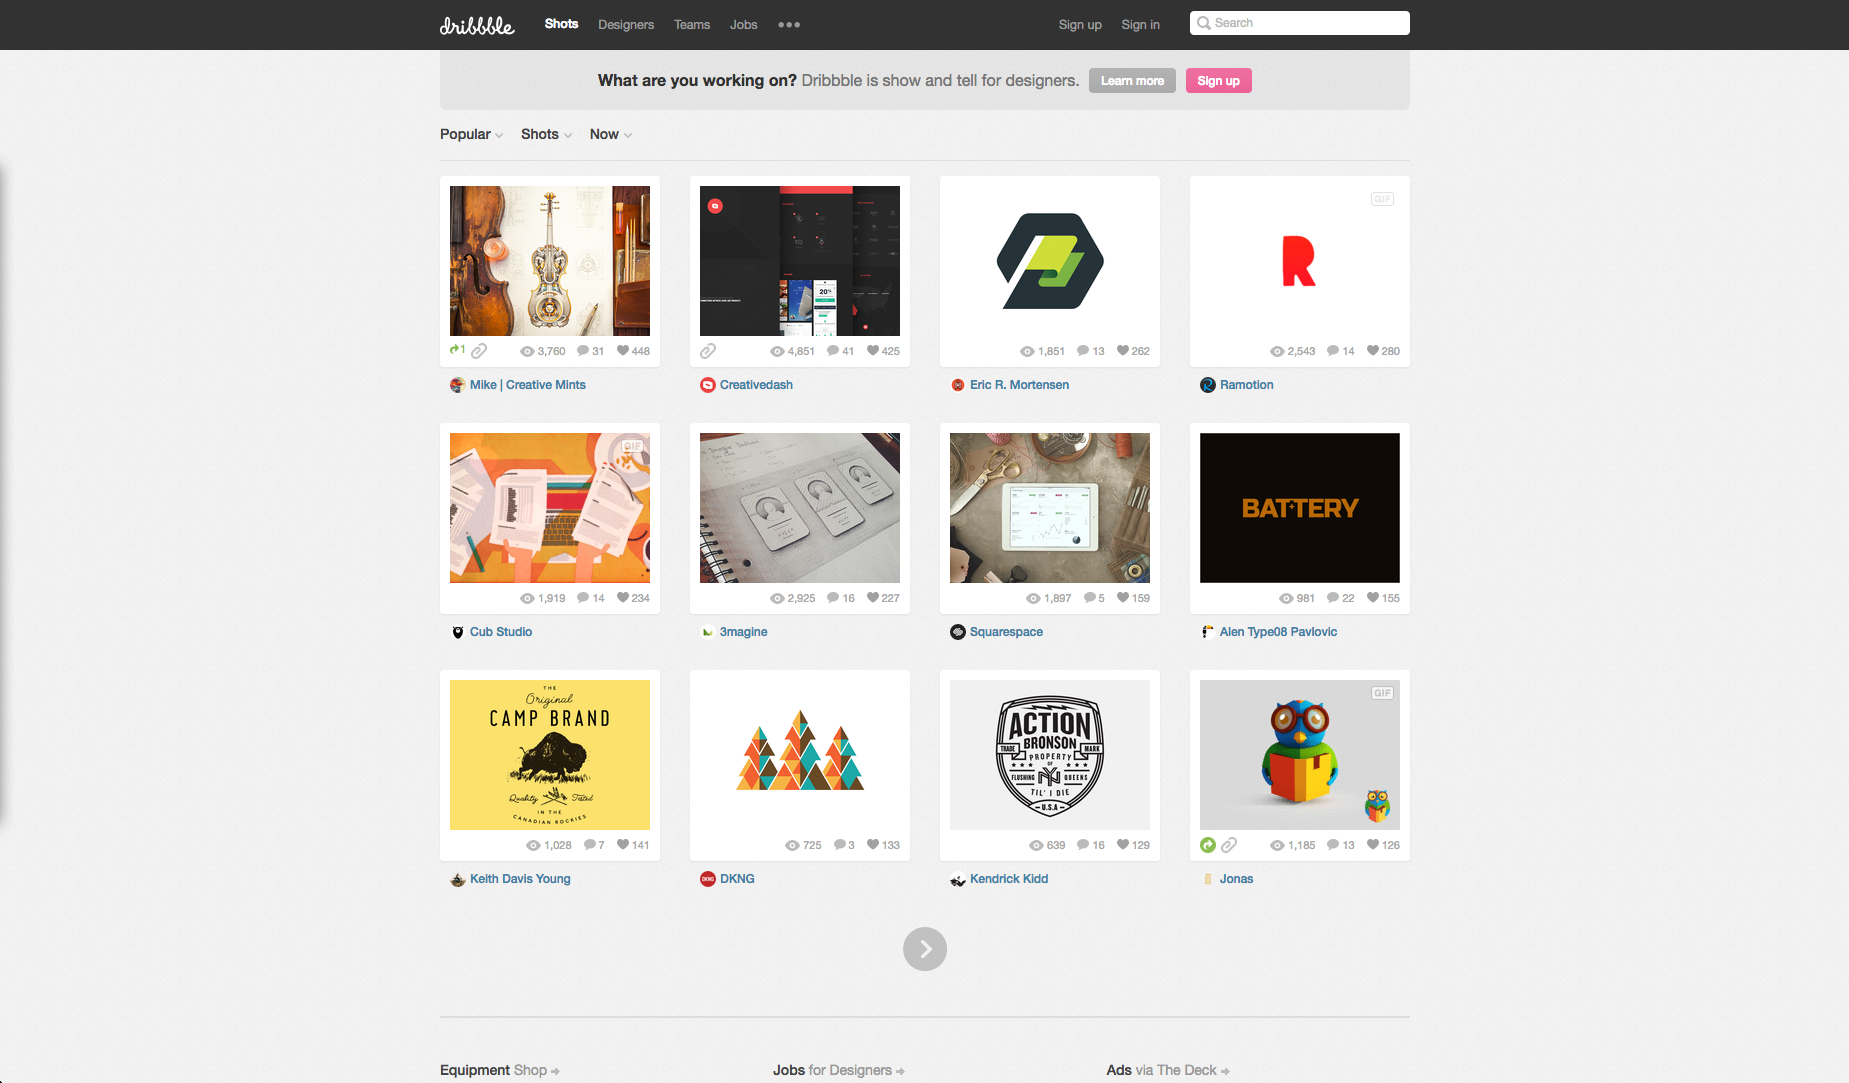 dribbble Shots Designers Teams Jobs Sign up Sign in Search
What are you working on? Dribbble is show and tell for designers. Learn more Sign up
Popular Shots Now
GIF
R
20%
1 3,760 31 448
4,851 41 425
1,851 13 262
2,543 14 280
Mike | Creative Mints
Creativedash
Eric R. Mortensen
Ramotion
GIF
BATTERY
1,919 14 234
2,925 16 227
1,897 5 159
981 22 155
Cub Studio
3magine
Squarespace
Alen Type08 Pavlovic
THE
Original
CAMP BRAND
Quality Tested
IN THE
CANADIAN ROCKIES
ACTION
BRONSON
TRADE MARK
PROPERTY
OF
FLUSHING NY QUEENS
TIL' I DIE
U.S.A
GIF
1,028 7 141
725 3 133
639 16 129
1,185 13 126
Keith Davis Young
DKNG DKNG
Kendrick Kidd
Jonas
Equipment Shop
Jobs for Designers
Ads via The Deck